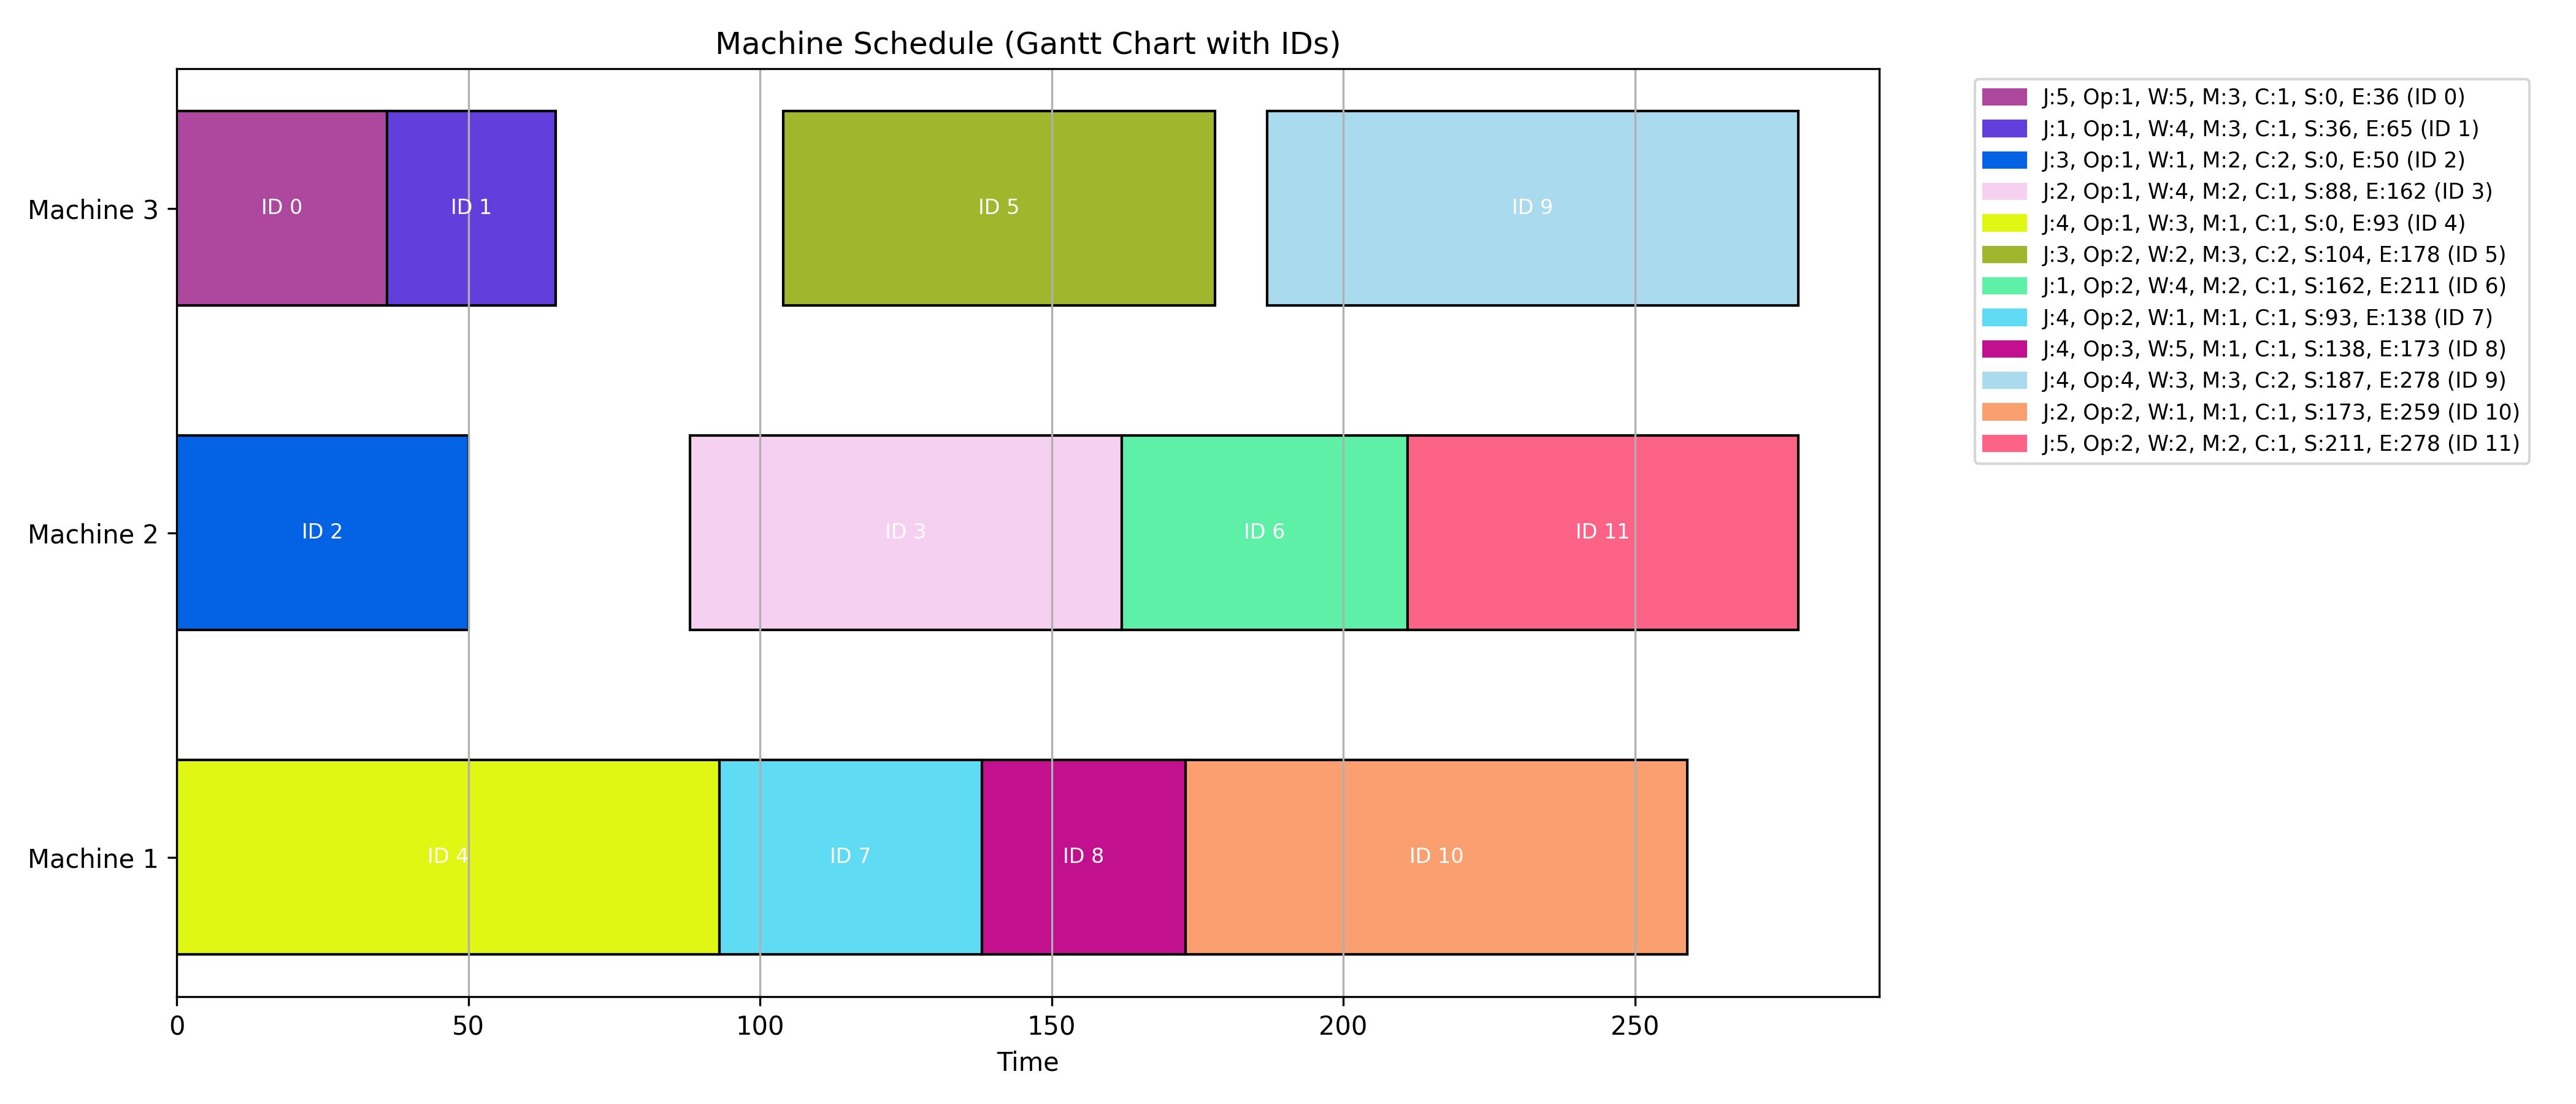 Machine Schedule (Gantt Chart with IDs)
Machine 3
ID 0
ID 1
ID 5
ID 9
Machine 2
ID 2
ID 3
ID 6
ID 11
Machine 1
ID 4
ID 7
ID 8
ID 10
0 50 100 150 200 250
Time
J:5, Op:1, W:5, M:3, C:1, S:0, E:36 (ID 0)
J:1, Op:1, W:4, M:3, C:1, S:36, E:65 (ID 1)
J:3, Op:1, W:1, M:2, C:2, S:0, E:50 (ID 2)
J:2, Op:1, W:4, M:2, C:1, S:88, E:162 (ID 3)
J:4, Op:1, W:3, M:1, C:1, S:0, E:93 (ID 4)
J:3, Op:2, W:2, M:3, C:2, S:104, E:178 (ID 5)
J:1, Op:2, W:4, M:2, C:1, S:162, E:211 (ID 6)
J:4, Op:2, W:1, M:1, C:1, S:93, E:138 (ID 7)
J:4, Op:3, W:5, M:1, C:1, S:138, E:173 (ID 8)
J:4, Op:4, W:3, M:3, C:2, S:187, E:278 (ID 9)
J:2, Op:2, W:1, M:1, C:1, S:173, E:259 (ID 10)
J:5, Op:2, W:2, M:2, C:1, S:211, E:278 (ID 11)